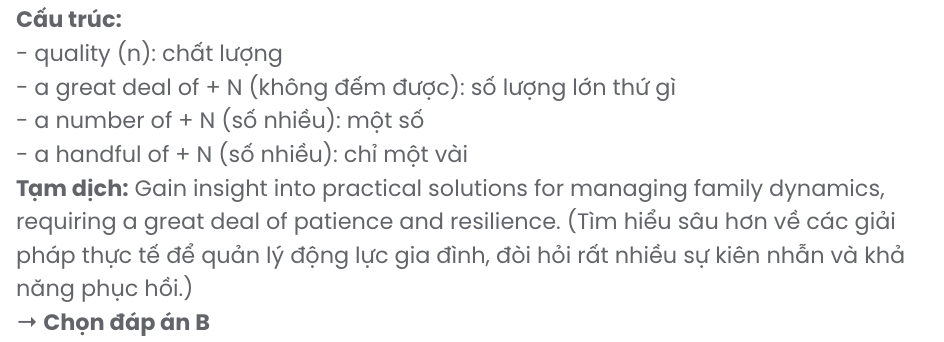 Cấu trúc:
- quality (n): chất lượng
- a great deal of + N (không đếm được): số lượng lớn thứ gì
- a number of + N (số nhiều): một số
- a handful of + N (số nhiều): chỉ một vài
Tạm dịch: Gain insight into practical solutions for managing family dynamics,
requiring a great deal of patience and resilience. (Tìm hiểu sâu hơn về các giải
pháp thực tế để quản lý động lực gia đình, đòi hỏi rất nhiều sự kiên nhẫn và khả
năng phục hồi.)
→ Chọn đáp án B